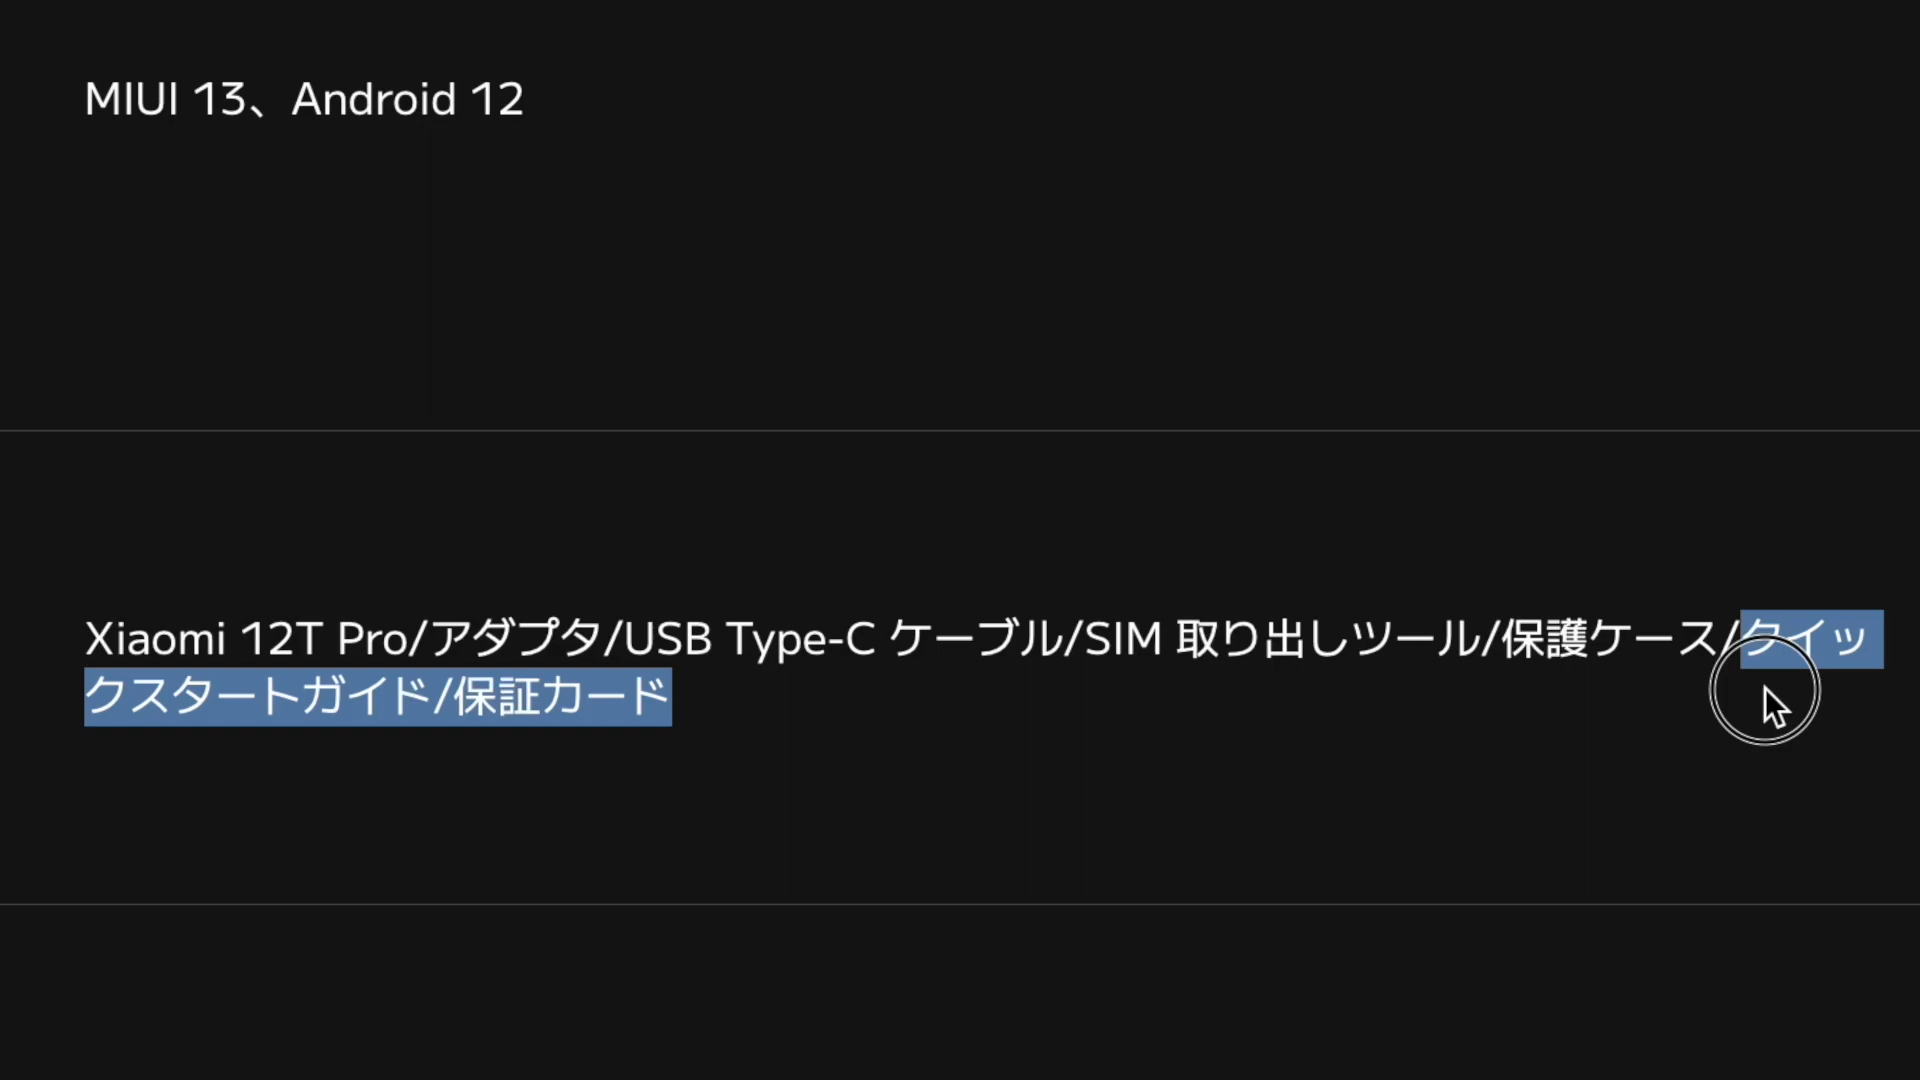 MIUI 13、Android 12
Xiaomi 12T Pro/アダプタ/USB Type-C ケーブル/SIM 取り出しツール/保護ケース/クイッ
クスタートガイド/保証カード